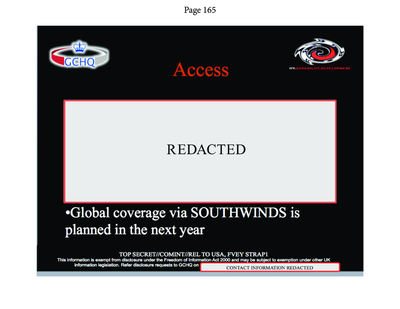 Page 165
GCHQ
Access
REDACTED
•Global coverage via SOUTHWINDS is
planned in the next year
TOP SECRET//COMINT//REL TO USA, FVEY STRAP1
This information is exempt from disclosure under the Freedom of Information Act 2000 and may be subject to exemption under other UK
information legislation. Refer disclosure requests to GCHQ on
CONTACT INFORMATION REDACTED